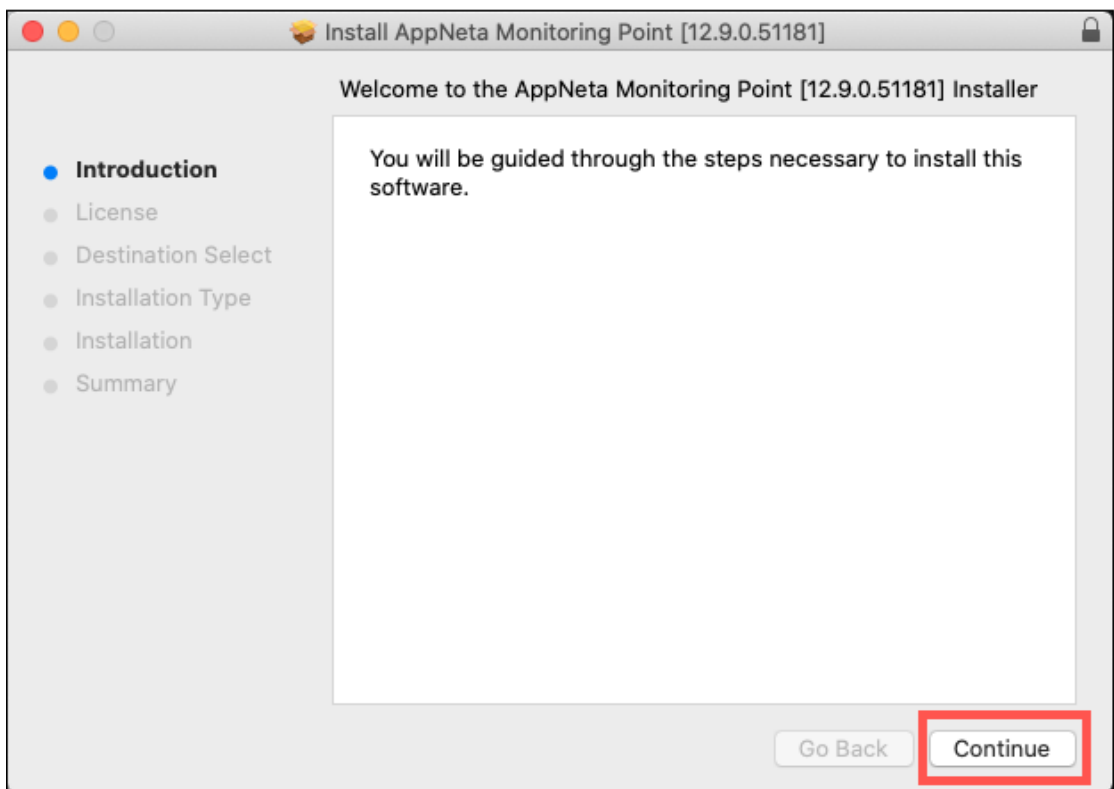 Install AppNeta Monitoring Point [12.9.0.51181]
Welcome to the AppNeta Monitoring Point [12.9.0.51181] Installer
Introduction
License
Destination Select
Installation Type
Installation
Summary
You will be guided through the steps necessary to install this
software.
Go Back
Continue